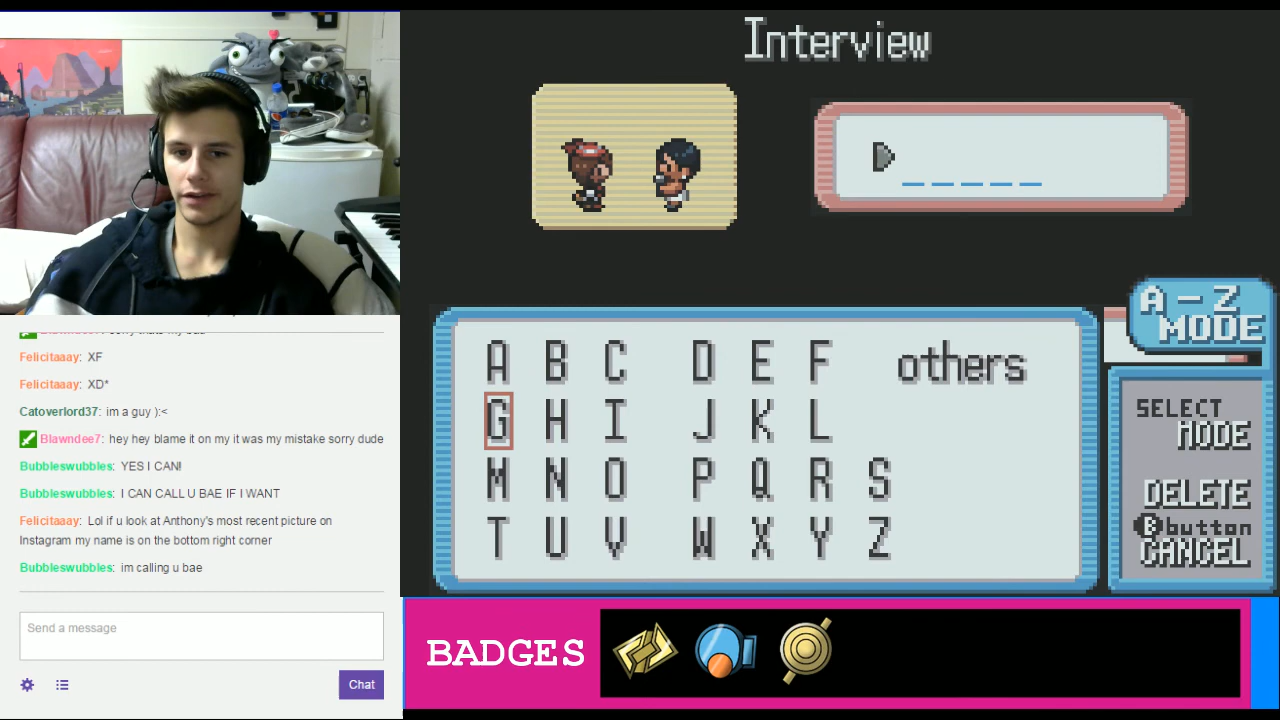 Interview
A - Z
MODE
A B C D E F others
G H I J K L
M N O P Q R S
T U V W X Y Z
SELECT
MODE
DELETE
B button
CANCEL
Felicitaaay: XF
Felicitaaay: XD*
Catoverlord37: im a guy ):<
Blawndee7: hey hey blame it on my it was my mistake sorry dude
Bubbleswubbles: YES I CAN!
Bubbleswubbles: I CAN CALL U BAE IF I WANT
Felicitaaay: Lol if u look at Anthony's most recent picture on
Instagram my name is on the bottom right corner
Bubbleswubbles: im calling u bae
Send a message
Chat
BADGES